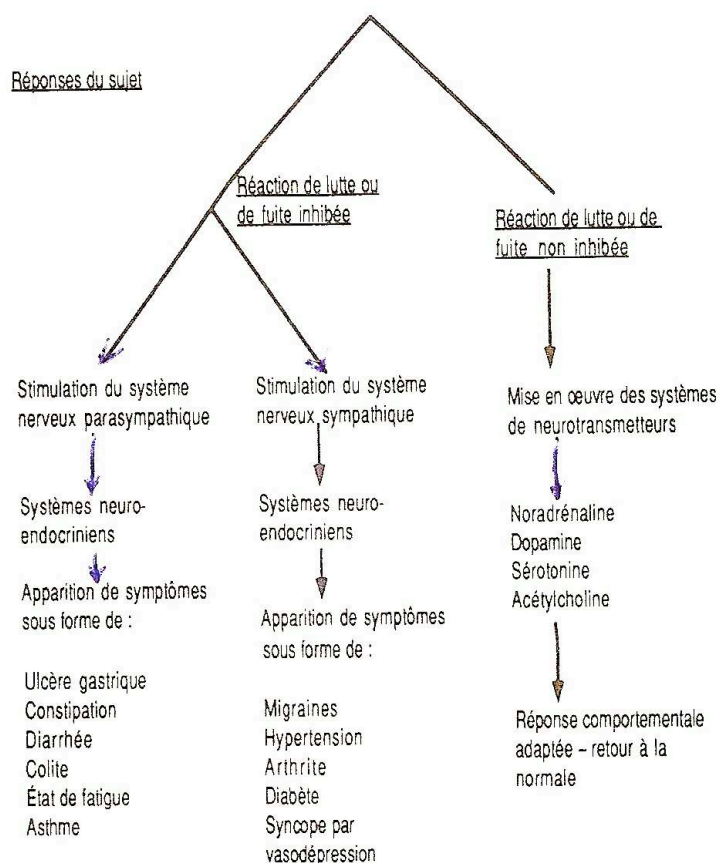 Réponses du sujet
Réaction de lutte ou
de fuite inhibée
Réaction de lutte ou de
fuite non inhibée
Stimulation du système
nerveux parasympathique
Systèmes neuro-
endocriniens
Apparition de symptômes
sous forme de :
Ulcère gastrique
Constipation
Diarrhée
Colite
État de fatigue
Asthme
Stimulation du système
nerveux sympathique
Systèmes neuro-
endocriniens
Apparition de symptômes
sous forme de :
Migraines
Hypertension
Arthrite
Diabète
Syncope par
vasodépression
Mise en œuvre des systèmes
de neurotransmetteurs
Noradrénaline
Dopamine
Sérotonine
Acétylcholine
Réponse comportementale
adaptée – retour à la
normale